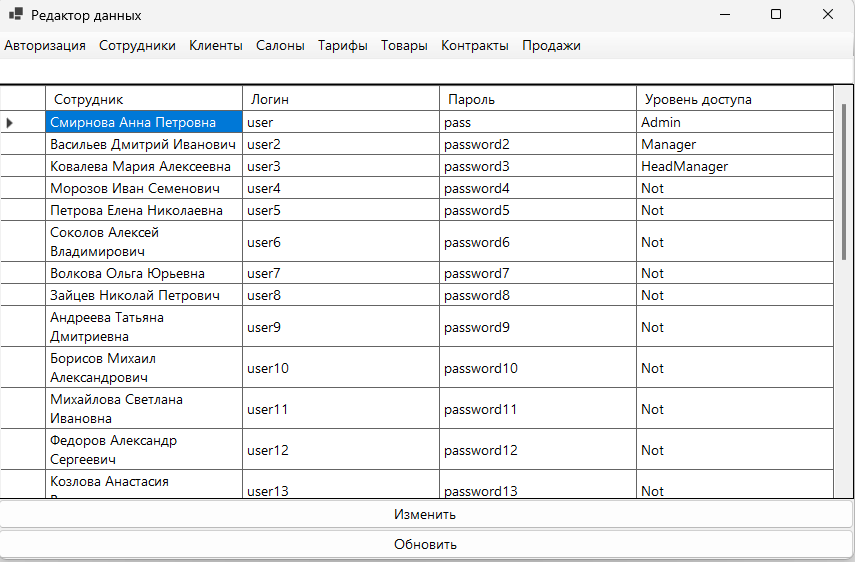 Редактор данных
Авторизация Сотрудники Клиенты Салоны Тарифы Товары Контракты Продажи
Сотрудник Логин Пароль Уровень доступа
Смирнова Анна Петровна user pass Admin
Васильев Дмитрий Иванович user2 password2 Manager
Ковалева Мария Алексеевна user3 password3 HeadManager
Морозов Иван Семенович user4 password4 Not
Петрова Елена Николаевна user5 password5 Not
Соколов Алексей
Владимирович user6 password6 Not
Волкова Ольга Юрьевна user7 password7 Not
Зайцев Николай Петрович user8 password8 Not
Андреева Татьяна
Дмитриевна user9 password9 Not
Борисов Михаил
Александрович user10 password10 Not
Михайлова Светлана
Ивановна user11 password11 Not
Федоров Александр
Сергеевич user12 password12 Not
Козлова Анастасия
user13 password13 Not
Изменить
Обновить